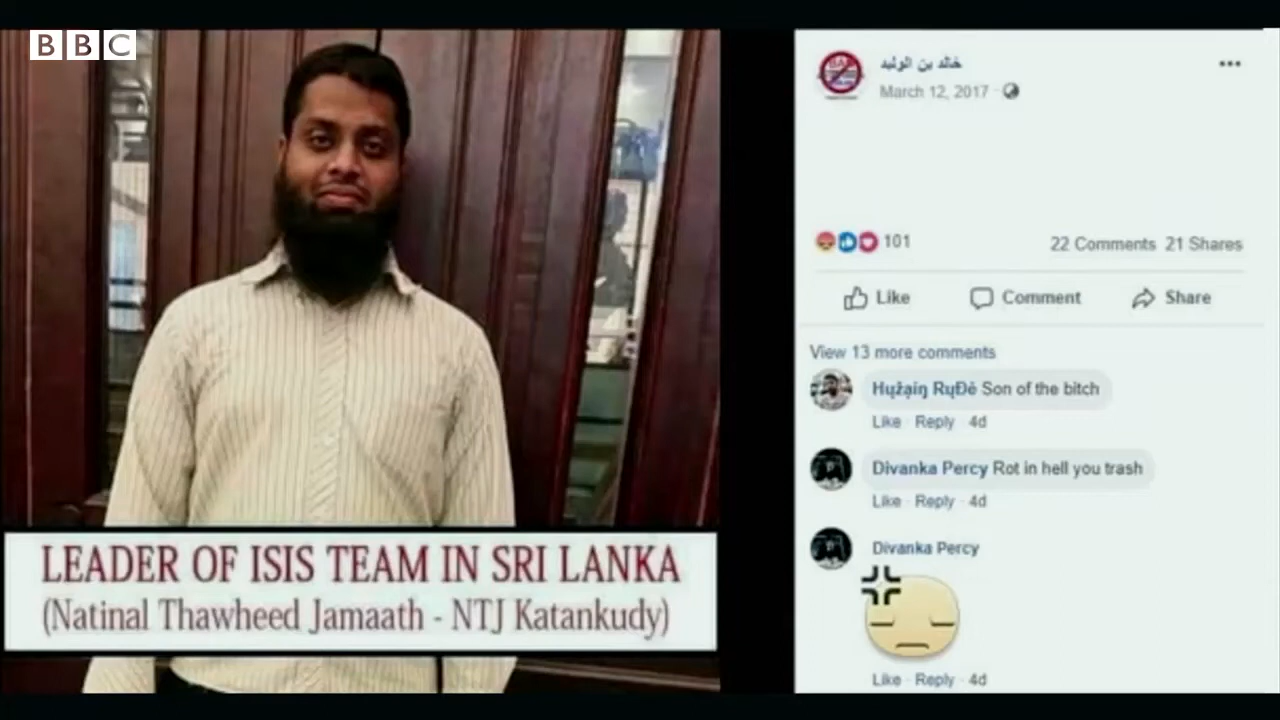 BBC
LEADER OF ISIS TEAM IN SRI LANKA
(Natinal Thawheed Jamaath - NTJ Katankudy)
خالد بن الوليد
March 12, 2017
101
22 Comments 21 Shares
Like Comment Share
View 13 more comments
Hųžąiŋ RųĐė Son of the bitch
Like · Reply · 4d
Divanka Percy Rot in hell you trash
Like · Reply · 4d
Divanka Percy
Like · Reply · 4d